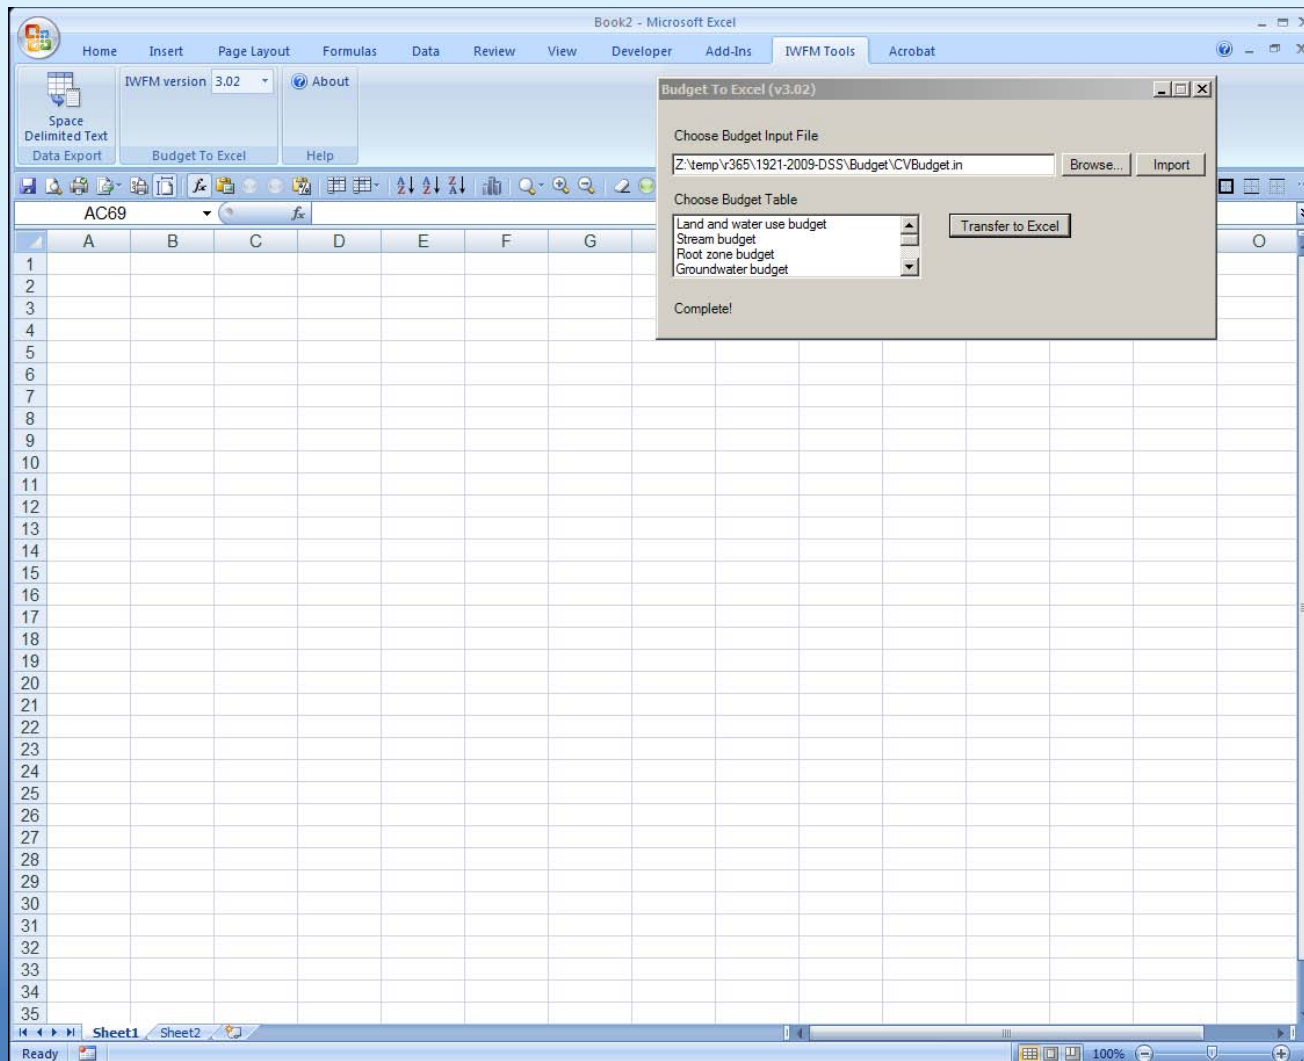 Book2 - Microsoft Excel
Home Insert Page Layout Formulas Data Review View Developer Add-Ins IWFM Tools Acrobat
Space
Delimited Text
IWFM version 3.02
About
Data Export Budget To Excel Help
Budget To Excel (v3.02)
Choose Budget Input File
Z:\temp\r365\1921-2009-DSS\Budget\CVBudget.in Browse... Import
Choose Budget Table
Land and water use budget
Stream budget
Root zone budget
Groundwater budget
Transfer to Excel
Complete!
AC69 fx
A B C D E F G O
1
2
3
4
5
6
7
8
9
10
11
12
13
14
15
16
17
18
19
20
21
22
23
24
25
26
27
28
29
30
31
32
33
34
35
Sheet1 Sheet2
Ready 100%